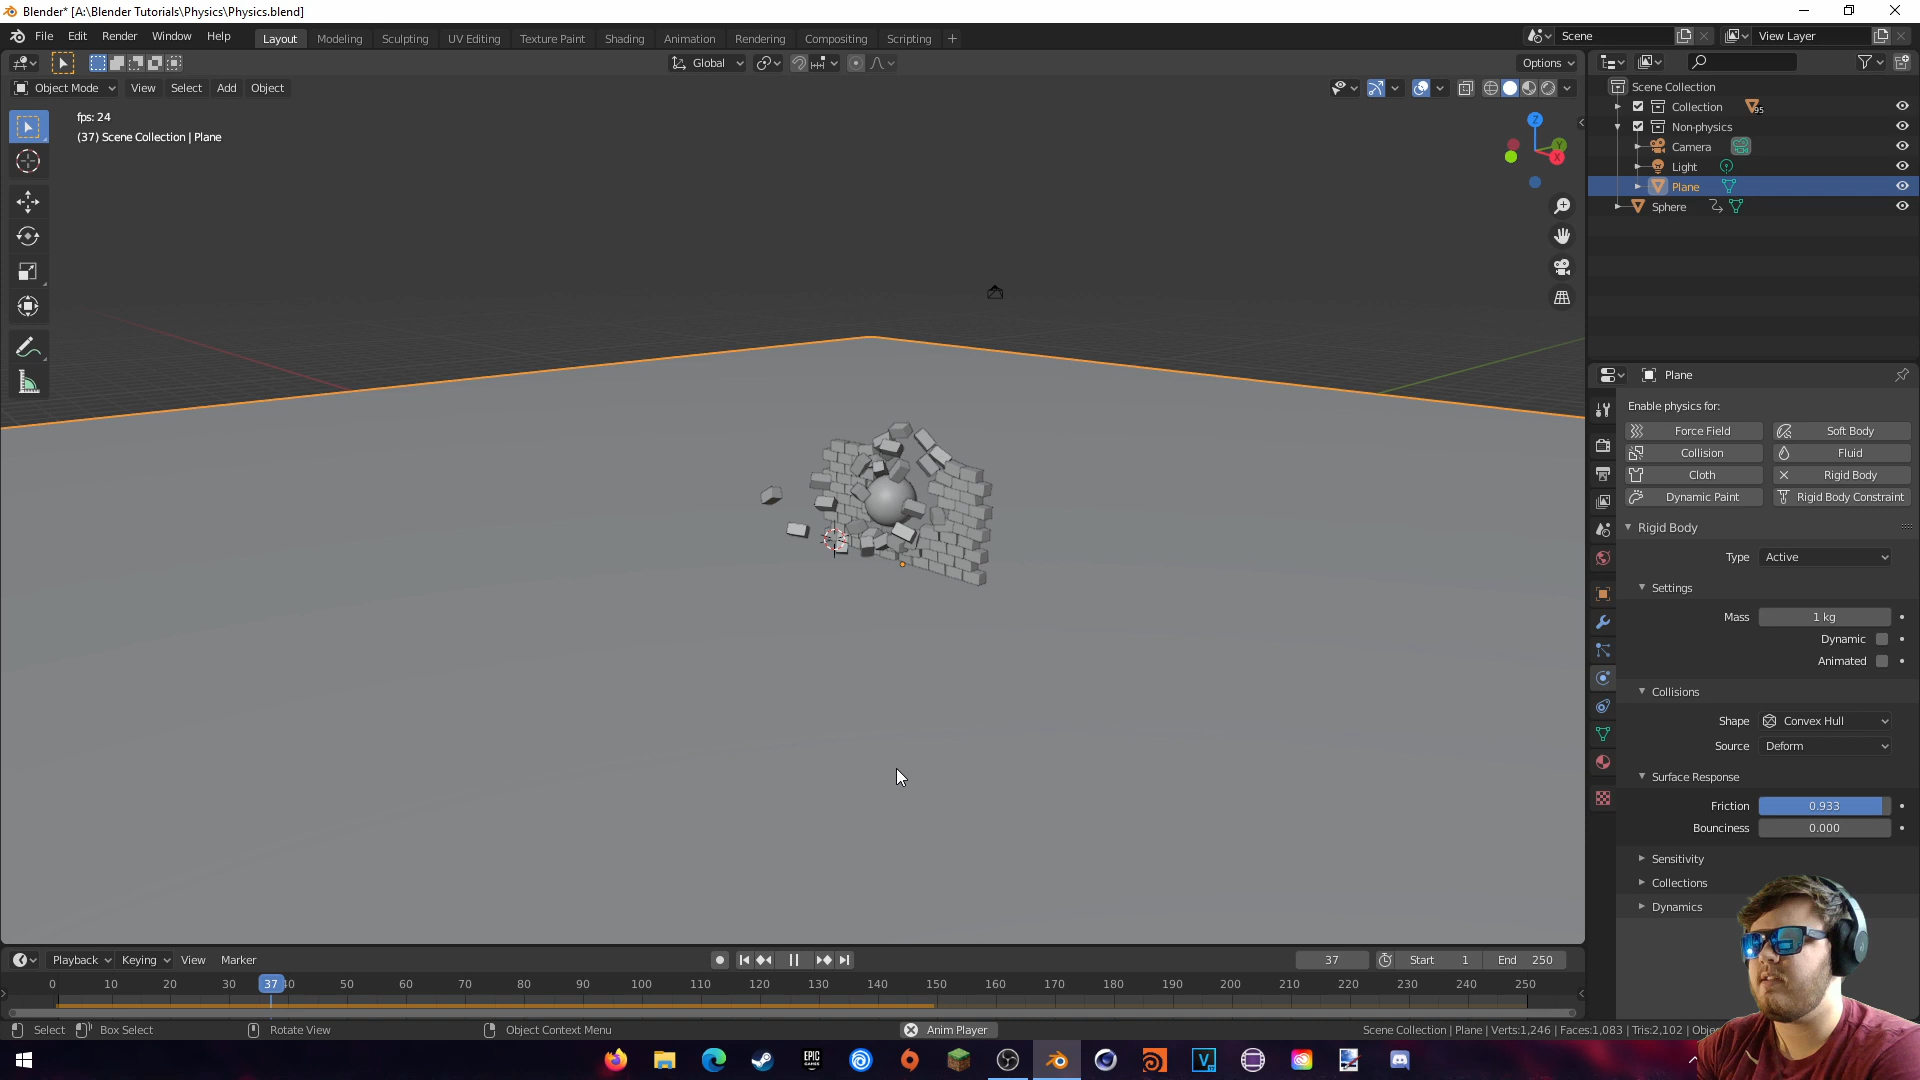 Blender* [A:\Blender Tutorials\Physics\Physics.blend]
File Edit Render Window Help Layout Modeling Sculpting UV Editing Texture Paint Shading Animation Rendering Compositing Scripting + Scene View Layer
Global Options
Object Mode View Select Add Object
fps: 24
(37) Scene Collection | Plane
Z
Y
X
Scene Collection
Collection 95
Non-physics
Camera
Light
Plane
Sphere
Plane
Enable physics for:
Force Field Soft Body
Collision Fluid
Cloth Rigid Body
Dynamic Paint Rigid Body Constraint
Rigid Body
Type Active
Settings
Mass 1 kg
Dynamic
Animated
Collisions
Shape Convex Hull
Source Deform
Surface Response
Friction 0.933
Bounciness 0.000
Sensitivity
Collections
Dynamics
Playback Keying View Marker 37 Start 1 End 250
0 10 20 30 37 40 50 60 70 80 90 100 110 120 130 140 150 160 170 180 190 200 210 220 230 240 250
Select Box Select Rotate View Object Context Menu Anim Player Scene Collection | Plane | Verts:1,246 | Faces:1,083 | Tris:2,102 |
EPIC GAMES
V